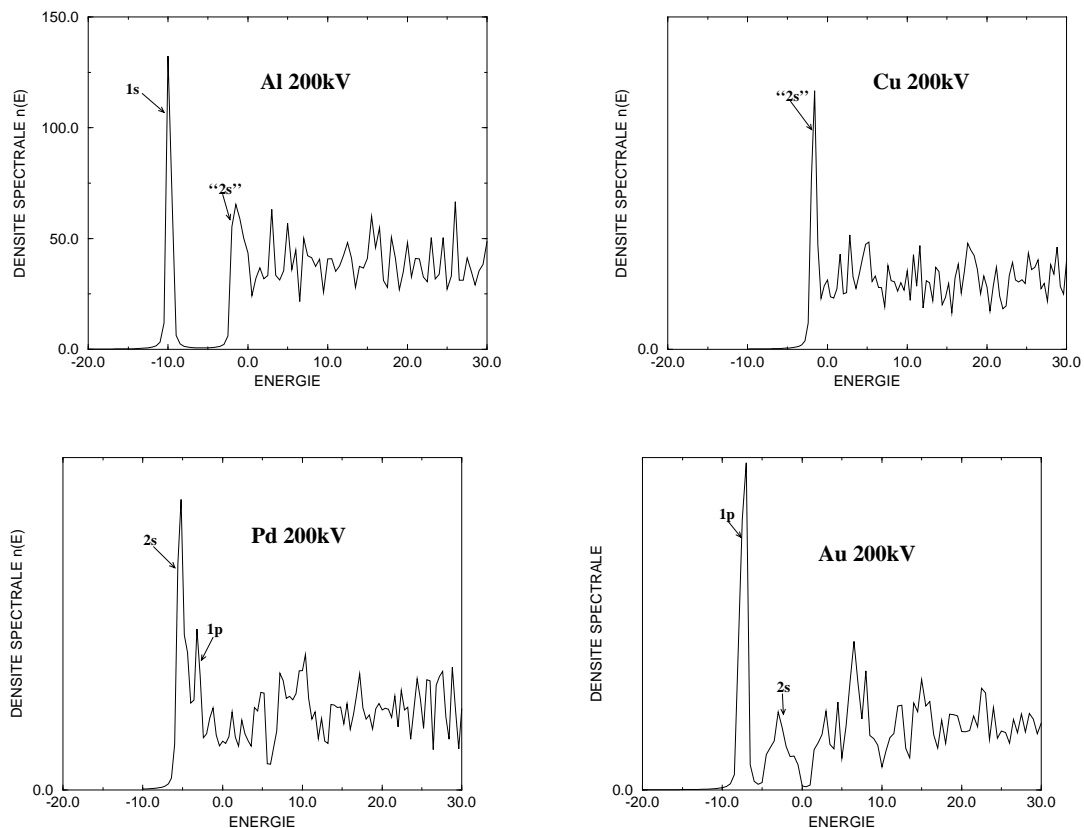 150.0
100.0
50.0
0.0
-20.0 -10.0 0.0 10.0 20.0 30.0
ENERGIE
DENSITE SPECTRALE n(E)
Al 200kV
1s
“2s”
0.0
-20.0 -10.0 0.0 10.0 20.0 30.0
ENERGIE
DENSITE SPECTRALE n(E)
Cu 200kV
“2s”
0.0
-20.0 -10.0 0.0 10.0 20.0 30.0
ENERGIE
DENSITE SPECTRALE n(E)
Pd 200kV
2s
1p
0.0
-20.0 -10.0 0.0 10.0 20.0 30.0
ENERGIE
DENSITE SPECTRALE
Au 200kV
1p
2s